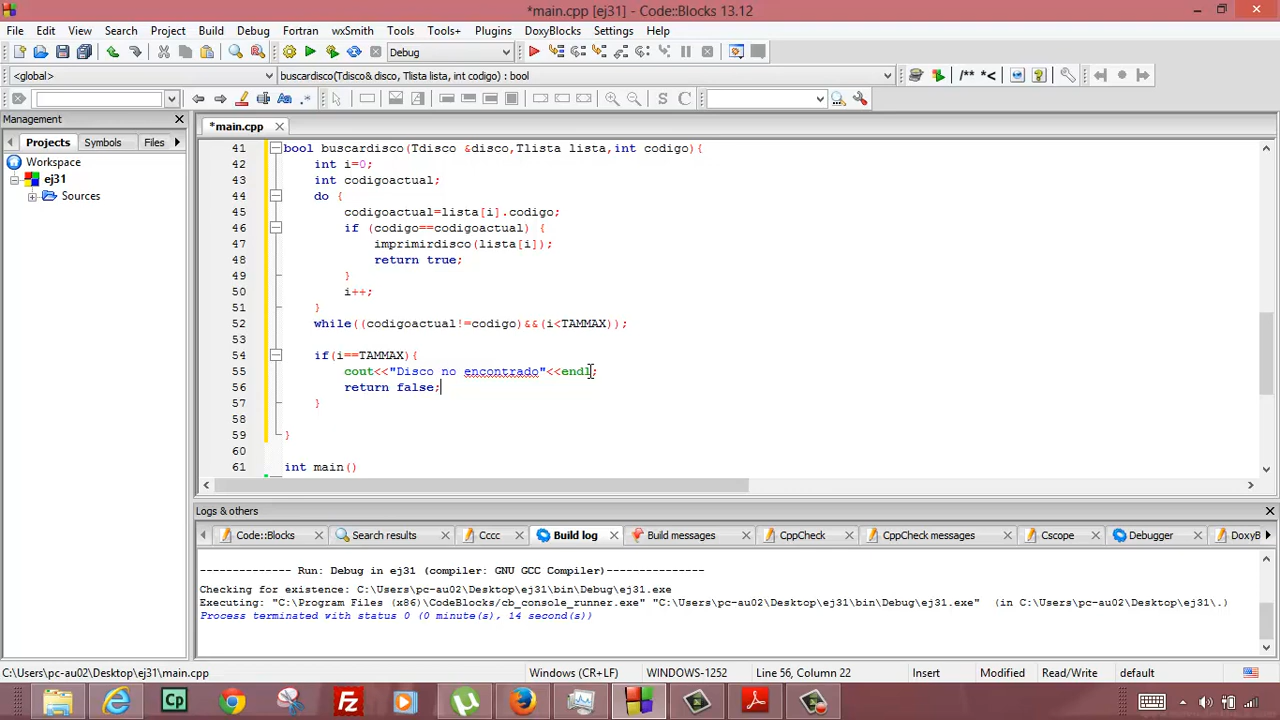 *main.cpp [ej31] - Code::Blocks 13.12
File Edit View Search Project Build Debug Fortran wxSmith Tools Tools+ Plugins DoxyBlocks Settings Help
Debug
<global> buscardisco(Tdisco& disco, Tlista lista, int codigo) : bool /** *<
Aa .* S C
Management
*main.cpp
Projects Symbols Files
Workspace
ej31
Sources
41 bool buscardisco(Tdisco &disco,Tlista lista,int codigo){
42 int i=0;
43 int codigoactual;
44 do {
45 codigoactual=lista[i].codigo;
46 if (codigo==codigoactual) {
47 imprimirdisco(lista[i]);
48 return true;
49 }
50 i++;
51 }
52 while((codigoactual!=codigo)&&(i<TAMMAX));
53
54 if(i==TAMMAX){
55 cout<<"Disco no encontrado"<<endl;
56 return false;
57 }
58
59 }
60
61 int main()
Logs & others
Code::Blocks Search results Cccc Build log Build messages CppCheck CppCheck messages Cscope Debugger DoxyB
-------------- Run: Debug in ej31 (compiler: GNU GCC Compiler)---------------
Checking for existence: C:\Users\pc-au02\Desktop\ej31\bin\Debug\ej31.exe
Executing: "C:\Program Files (x86)\CodeBlocks/cb_console_runner.exe" "C:\Users\pc-au02\Desktop\ej31\bin\Debug\ej31.exe"  (in C:\Users\pc-au02\Desktop\ej31\.)
Process terminated with status 0 (0 minute(s), 14 second(s))
C:\Users\pc-au02\Desktop\ej31\main.cpp Windows (CR+LF) WINDOWS-1252 Line 56, Column 22 Insert Read/Write default
Cp Fz